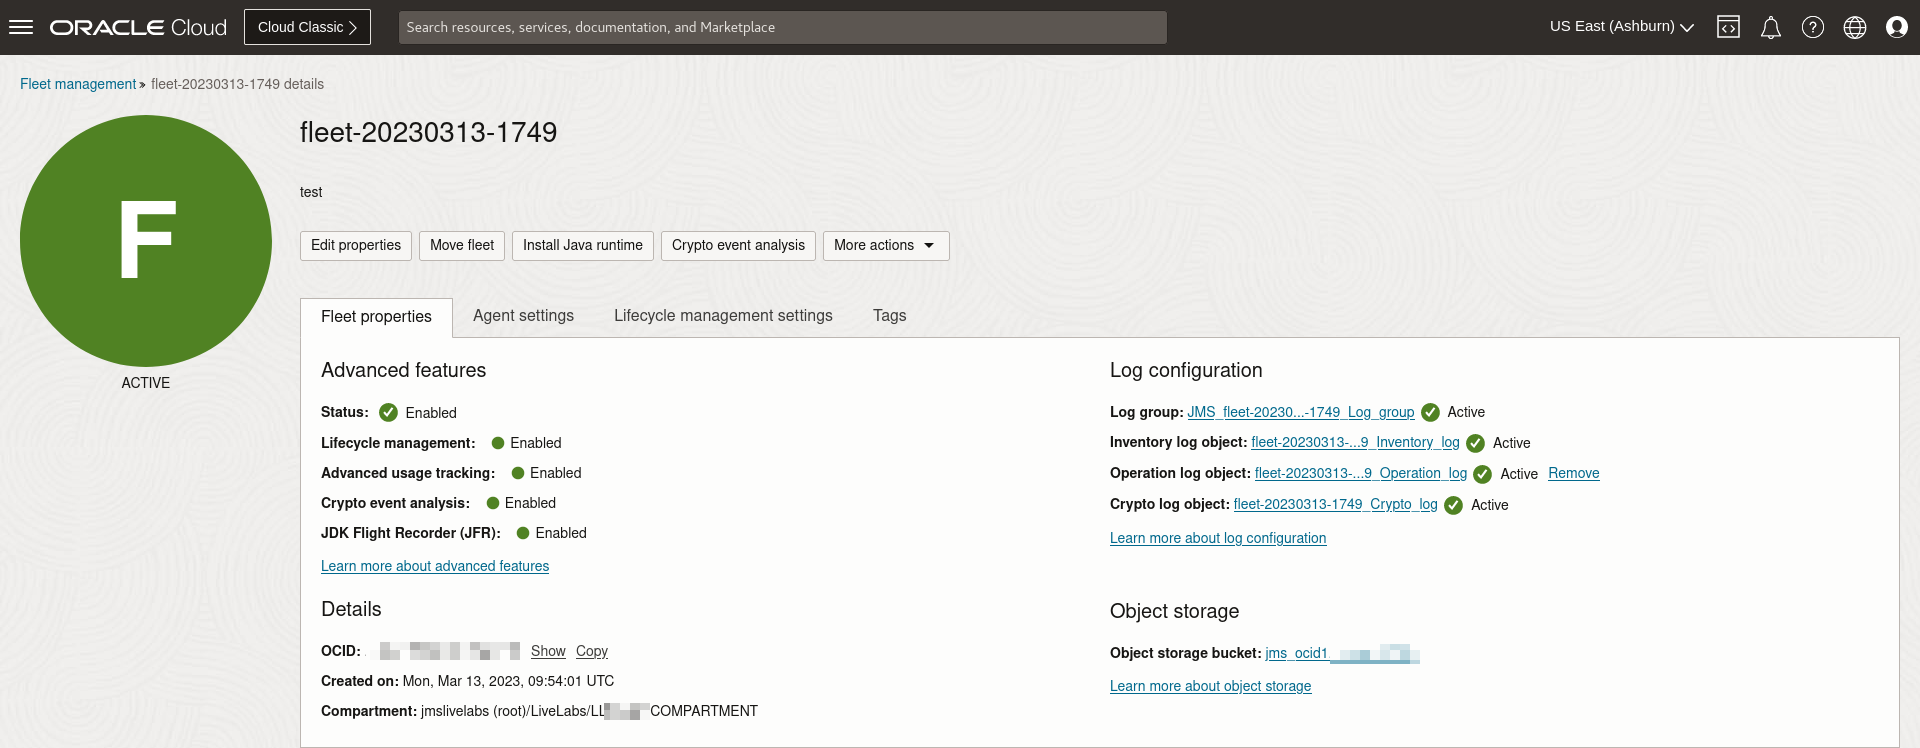 ORACLE Cloud
Cloud Classic
Search resources, services, documentation, and Marketplace
US East (Ashburn)
Fleet management » fleet-20230313-1749 details
F
ACTIVE
fleet-20230313-1749
test
Edit properties
Move fleet
Install Java runtime
Crypto event analysis
More actions
Fleet properties
Agent settings
Lifecycle management settings
Tags
Advanced features
Status: Enabled
Lifecycle management: Enabled
Advanced usage tracking: Enabled
Crypto event analysis: Enabled
JDK Flight Recorder (JFR): Enabled
Learn more about advanced features
Details
OCID: Show Copy
Created on: Mon, Mar 13, 2023, 09:54:01 UTC
Compartment: jmslivelabs (root)/LiveLabs/LL COMPARTMENT
Log configuration
Log group: JMS_fleet-20230...-1749_Log_group Active
Inventory log object: fleet-20230313-...9_Inventory_log Active
Operation log object: fleet-20230313-...9_Operation_log Active Remove
Crypto log object: fleet-20230313-1749_Crypto_log Active
Learn more about log configuration
Object storage
Object storage bucket: jms_ocid1.
Learn more about object storage